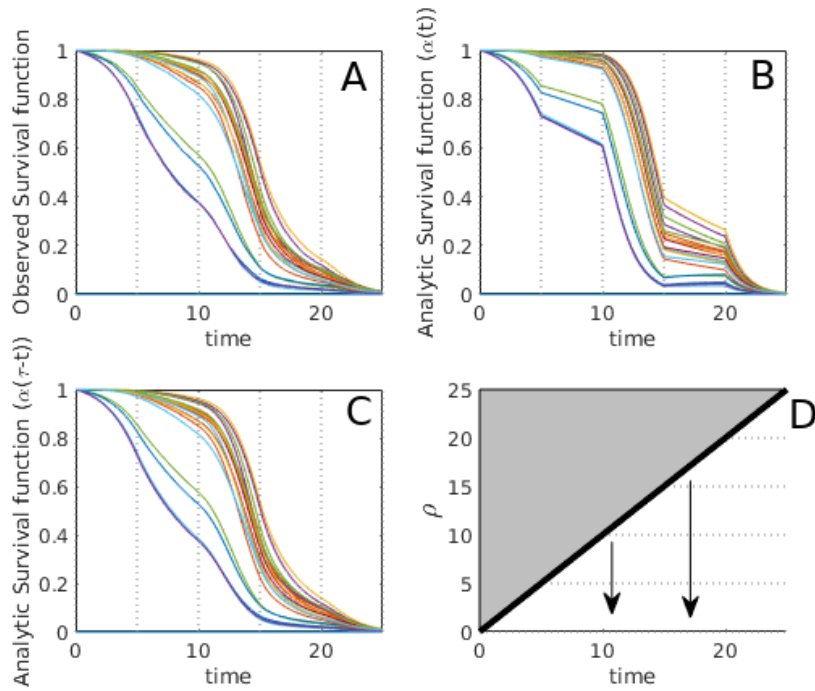 Observed Survival function
1
0.8
0.6
0.4
0.2
0
0 10 20
time
A
Analytic Survival function (α(t))
1
0.8
0.6
0.4
0.2
0
0 10 20
time
B
Analytic Survival function (α(τ-t))
1
0.8
0.6
0.4
0.2
0
0 10 20
time
C
ρ
25
20
15
10
5
0
0 10 20
time
D